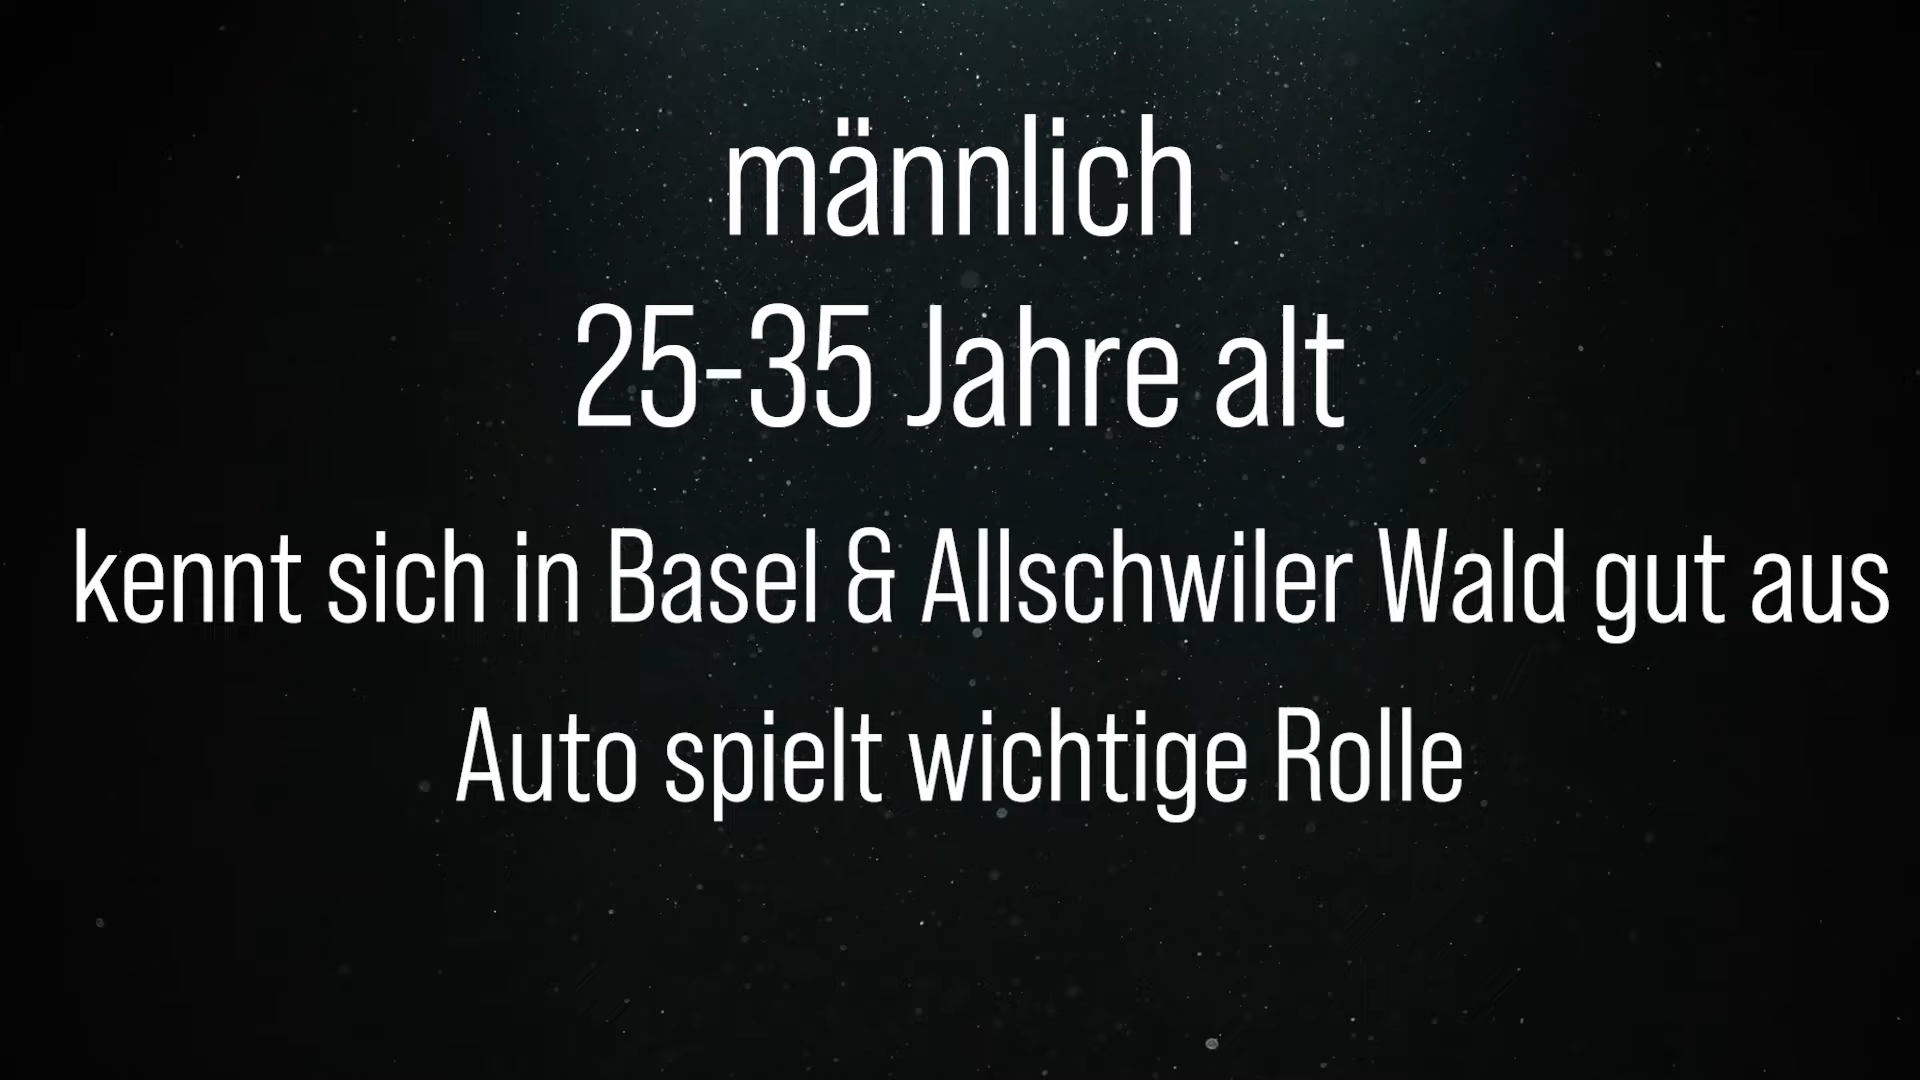 männlich
25-35 Jahre alt
kennt sich in Basel & Allschwiler Wald gut aus
Auto spielt wichtige Rolle